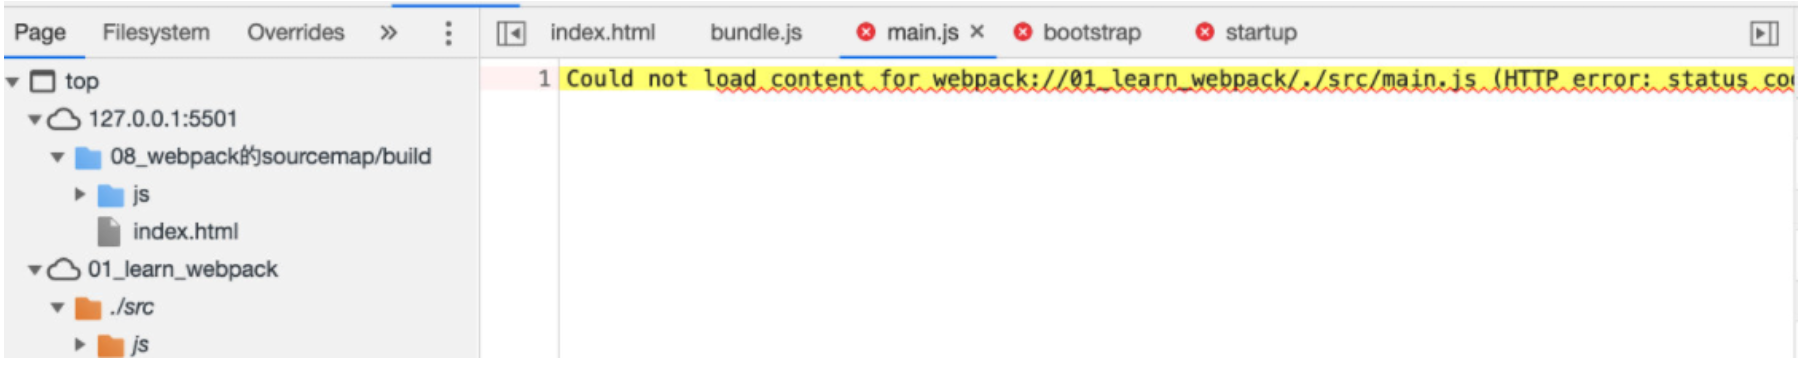 Page Filesystem Overrides » index.html bundle.js main.js × bootstrap startup
top
1 Could not load content for webpack://01_learn_webpack/./src/main.js (HTTP error: status co
127.0.0.1:5501
08_webpack的sourcemap/build
js
index.html
01_learn_webpack
./src
js